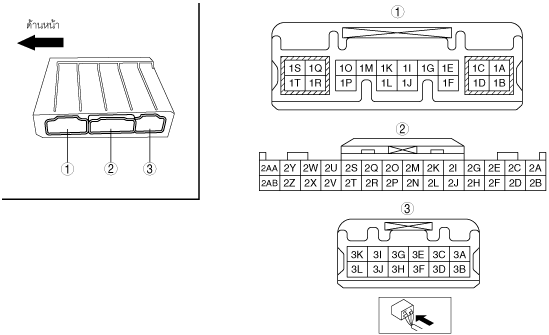 ด้านหน้า
① ② ③
①
1S 1Q 1O 1M 1K 1I 1G 1E 1C 1A
1T 1R 1P 1L 1J 1F 1D 1B
②
2AA 2Y 2W 2U 2S 2Q 2O 2M 2K 2I 2G 2E 2C 2A
2AB 2Z 2X 2V 2T 2R 2P 2N 2L 2J 2H 2F 2D 2B
③
3K 3I 3G 3E 3C 3A
3L 3J 3H 3F 3D 3B